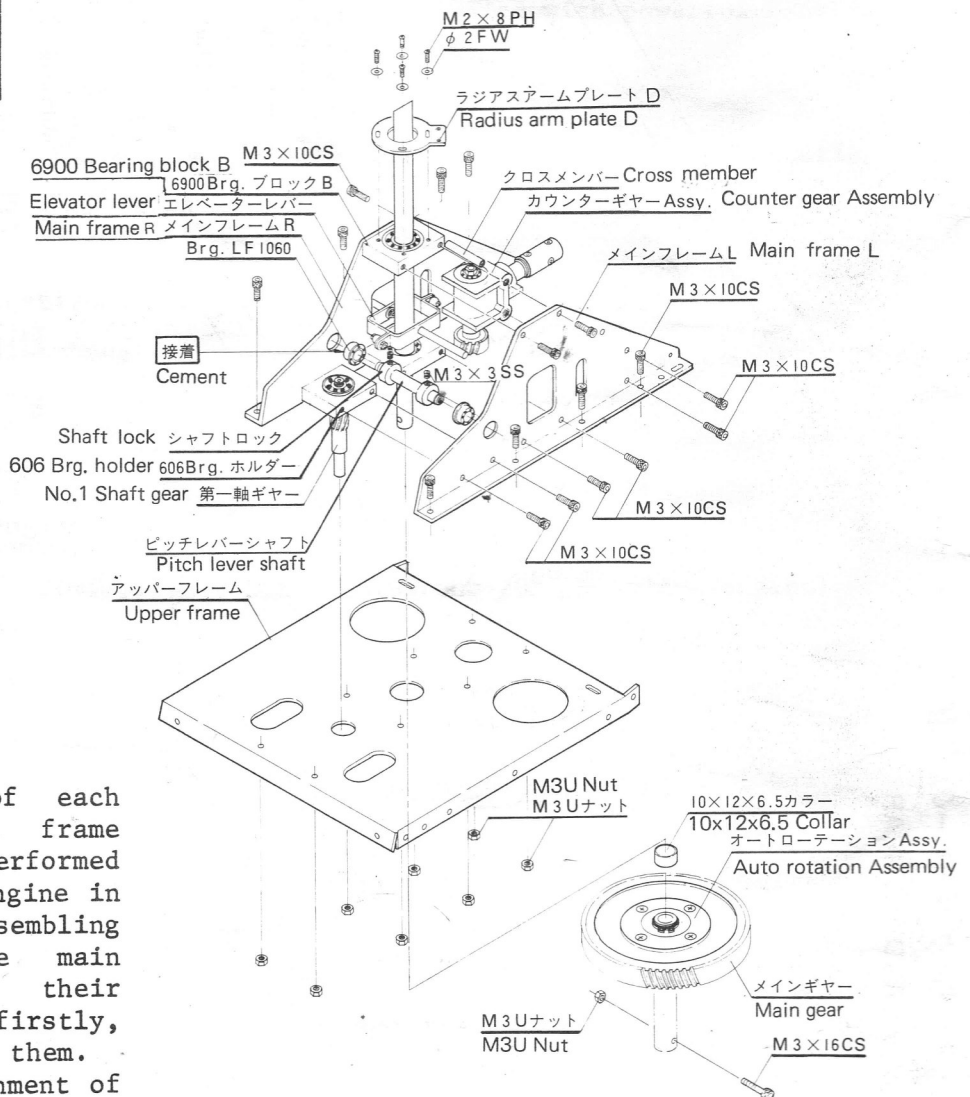 M2×8PH
φ2FW
ラジアスアームプレートD
Radius arm plate D
M3×10CS
6900 Bearing block B
6900Brg. ブロックB
クロスメンバー Cross member
Elevator lever エレベーターレバー
カウンターギヤーAssy. Counter gear Assembly
Main frame R メインフレームR
Brg. LF1060
メインフレームL Main frame L
M3×10CS
接着
Cement
M3×10CS
M3×3SS
Shaft lock シャフトロック
606 Brg. holder 606Brg. ホルダー
No.1 Shaft gear 第一軸ギヤー
M3×10CS
M3×10CS
ピッチレバーシャフト
Pitch lever shaft
アッパーフレーム
Upper frame
M3U Nut
M3Uナット
10×12×6.5カラー
10x12x6.5 Collar
オートローテーションAssy.
Auto rotation Assembly
メインギヤー
Main gear
M3Uナット
M3U Nut
M3×16CS
of each
frame
erformed
ngine in
sembling
e main
their
firstly,
them.
nment of